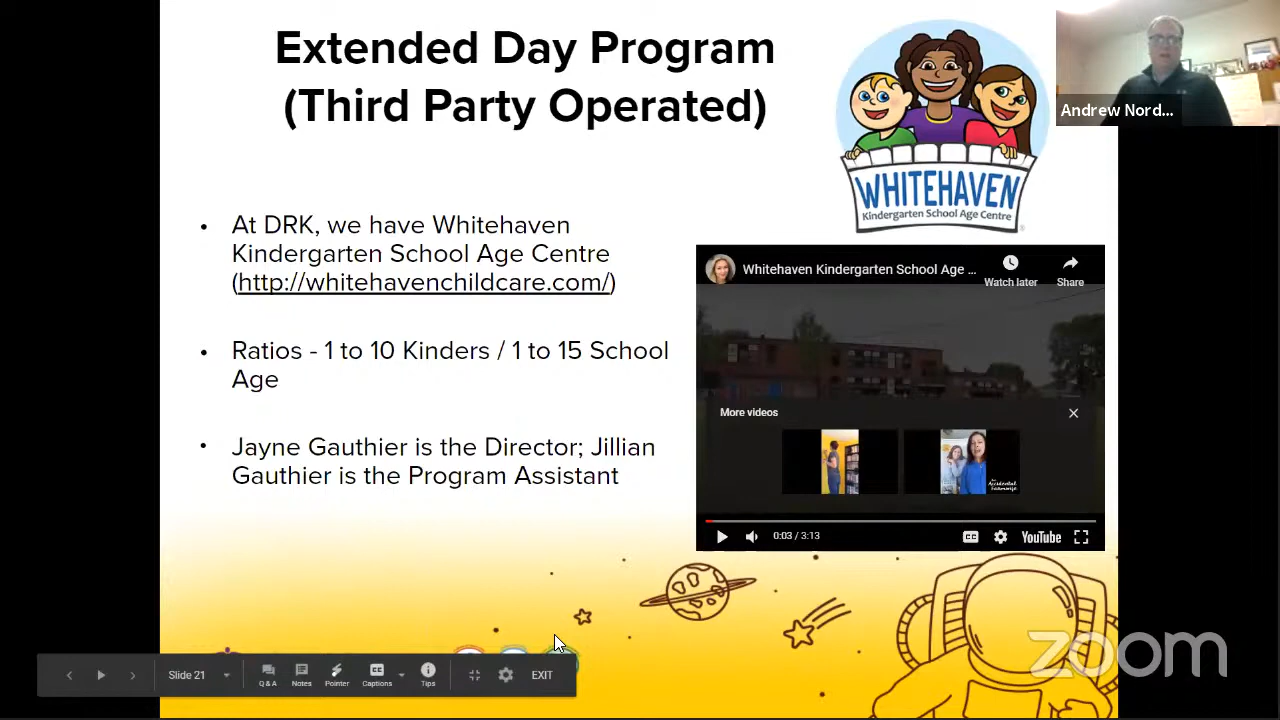 Extended Day Program
(Third Party Operated)
WHITEHAVEN
Kindergarten School Age Centre
Andrew Nord...
• At DRK, we have Whitehaven
Kindergarten School Age Centre
(http://whitehavenchildcare.com/)
• Ratios - 1 to 10 Kinders / 1 to 15 School
Age
• Jayne Gauthier is the Director; Jillian
Gauthier is the Program Assistant
Whitehaven Kindergarten School Age ...
Watch later
Share
More videos
Accidental
0:03 / 3:13
CC
YouTube
Slide 21
Q & A
Notes
Pointer
CC
Captions
Tips
EXIT
zoom